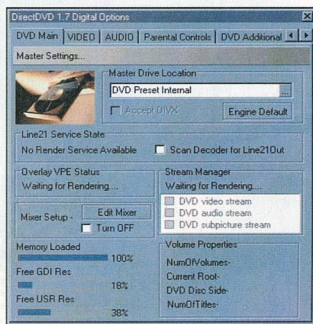 DirectDVD 1.7 Digital Options
DVD Main VIDEO AUDIO Parental Controls DVD Additional
Master Settings...
Master Drive Location
DVD Preset Internal ...
Accept DIVX Engine Default
Line21 Service State
No Render Service Available Scan Decoder for Line21Out
Overlay VPE Status
Waiting for Rendering....
Stream Manager
Waiting for Rendering....
DVD video stream
DVD audio stream
DVD subpicture stream
Mixer Setup - Edit Mixer
Turn OFF
Memory Loaded
100%
Free GDI Res
18%
Free USR Res
38%
Volume Properties
NumOfVolumes-
Current Root-
DVD Disc Side-
NumOfTitles-